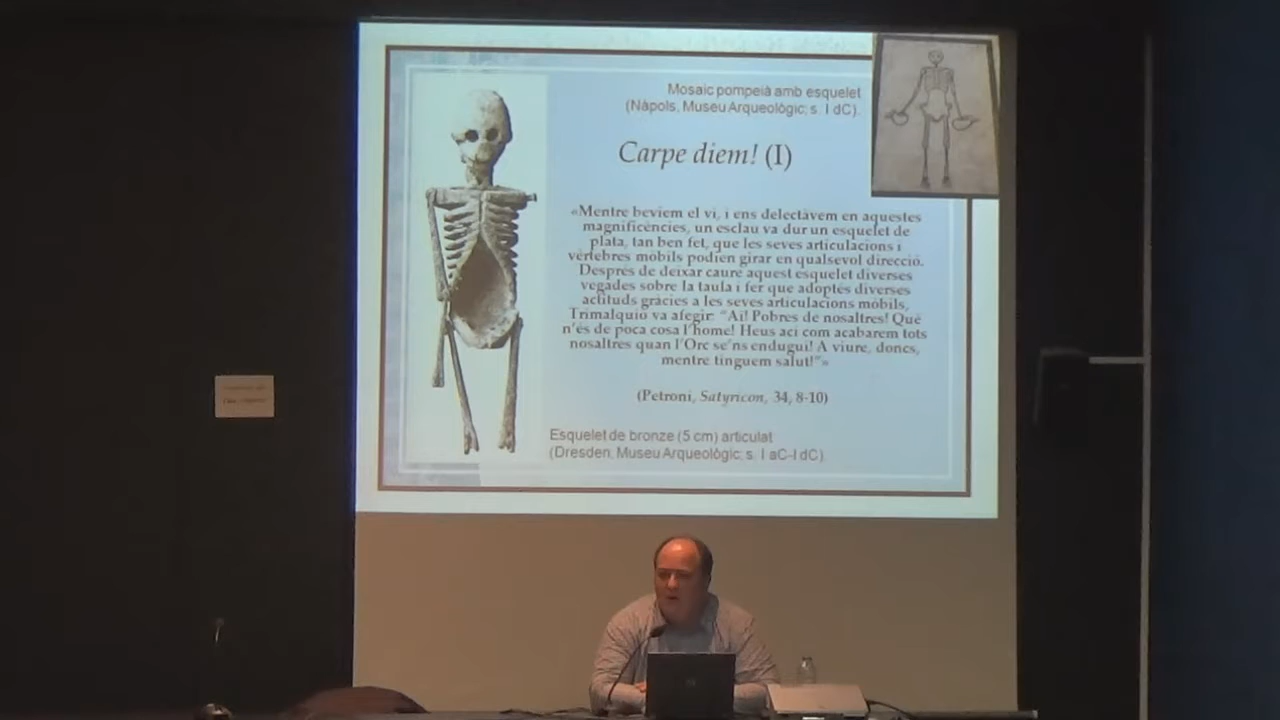 Mosaic pompeià amb esquelet
(Nàpols, Museu Arqueològic; s. I dC).
Carpe diem! (I)
«Mentre bevíem el vi, i ens delectàvem en aquestes
magnificències, un esclau va dur un esquelet de
plata, tan ben fet, que les seves articulacions i
vèrtebres mòbils podien girar en qualsevol direcció.
Després de deixar caure aquest esquelet diverses
vegades sobre la taula i fer que adoptés diverses
actituds gràcies a les seves articulacions mòbils,
Trimalquió va afegir: “Ai! Pobres de nosaltres! Què
n'és de poca cosa l'home! Heus ací com acabarem tots
nosaltres quan l'Orc se'ns endugui! A viure, doncs,
mentre tinguem salut!”»
(Petroni, Satyricon, 34, 8-10)
Esquelet de bronze (5 cm) articulat
(Dresden, Museu Arqueològic; s. I aC-I dC)